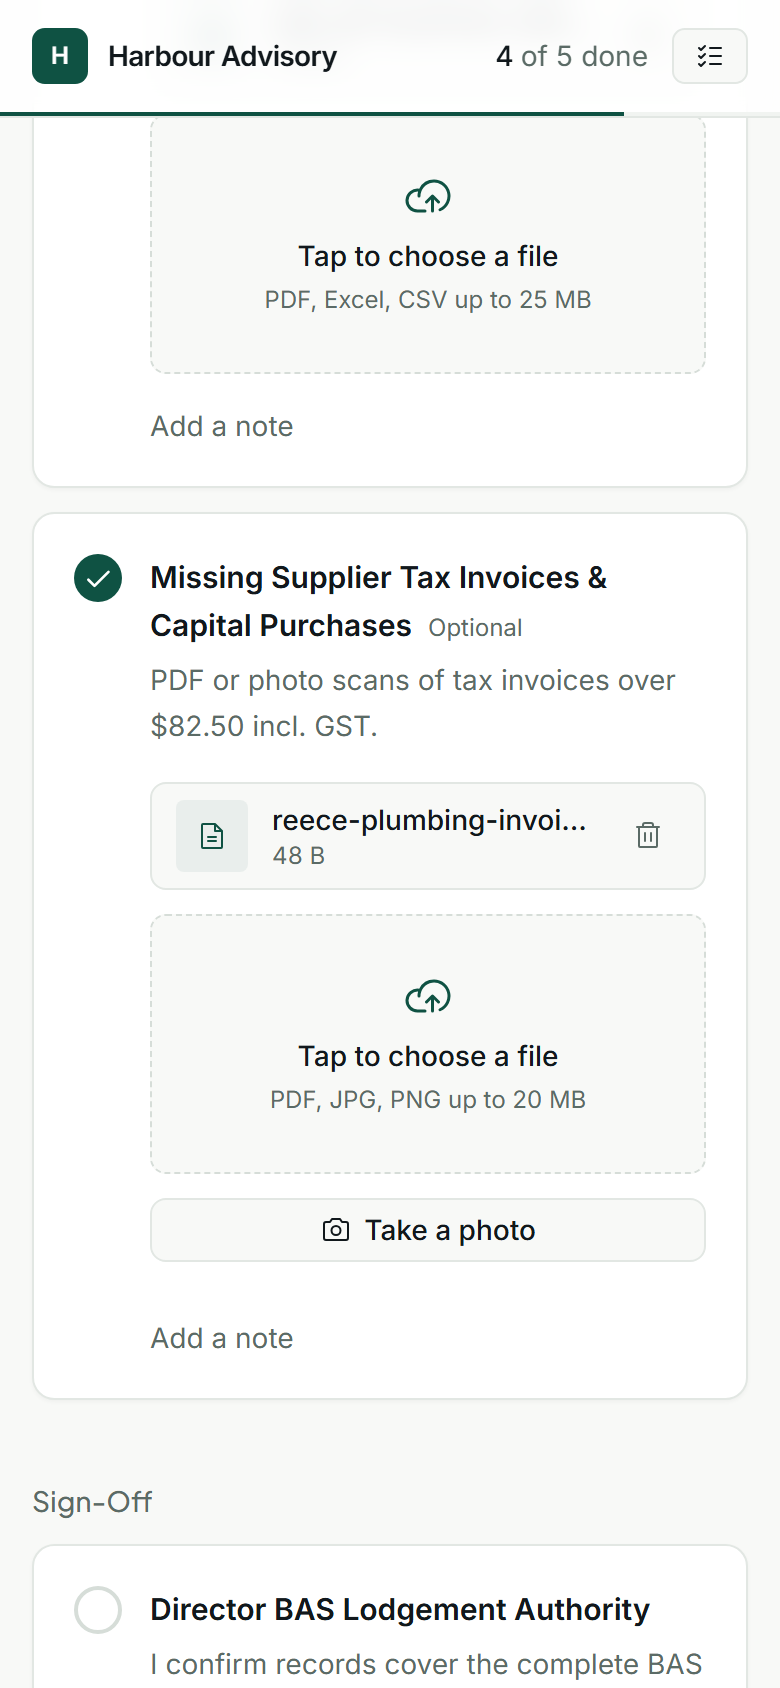 H
Harbour Advisory
4 of 5 done
Tap to choose a file
PDF, Excel, CSV up to 25 MB
Add a note
Missing Supplier Tax Invoices &
Capital Purchases Optional
PDF or photo scans of tax invoices over
$82.50 incl. GST.
reece-plumbing-invoi...
48 B
Tap to choose a file
PDF, JPG, PNG up to 20 MB
Take a photo
Add a note
Sign-Off
Director BAS Lodgement Authority
I confirm records cover the complete BAS